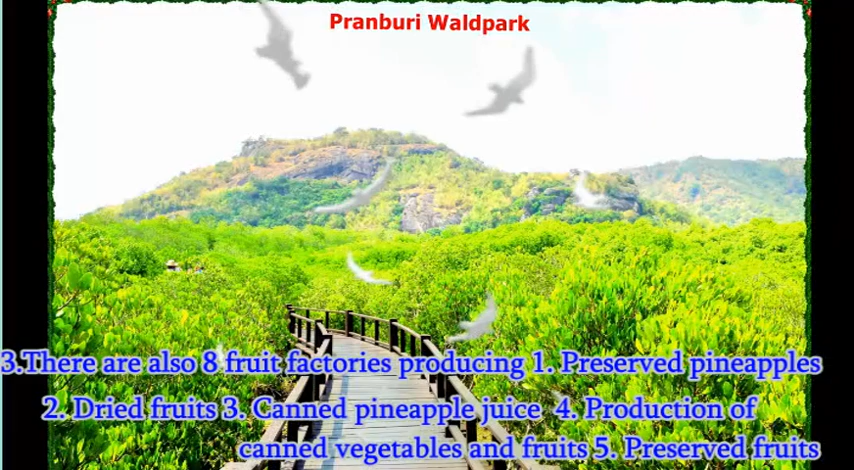 Pranburi Waldpark
3.There are also 8 fruit factories producing 1. Preserved pineapples
2. Dried fruits 3. Canned pineapple juice 4. Production of
canned vegetables and fruits 5. Preserved fruits